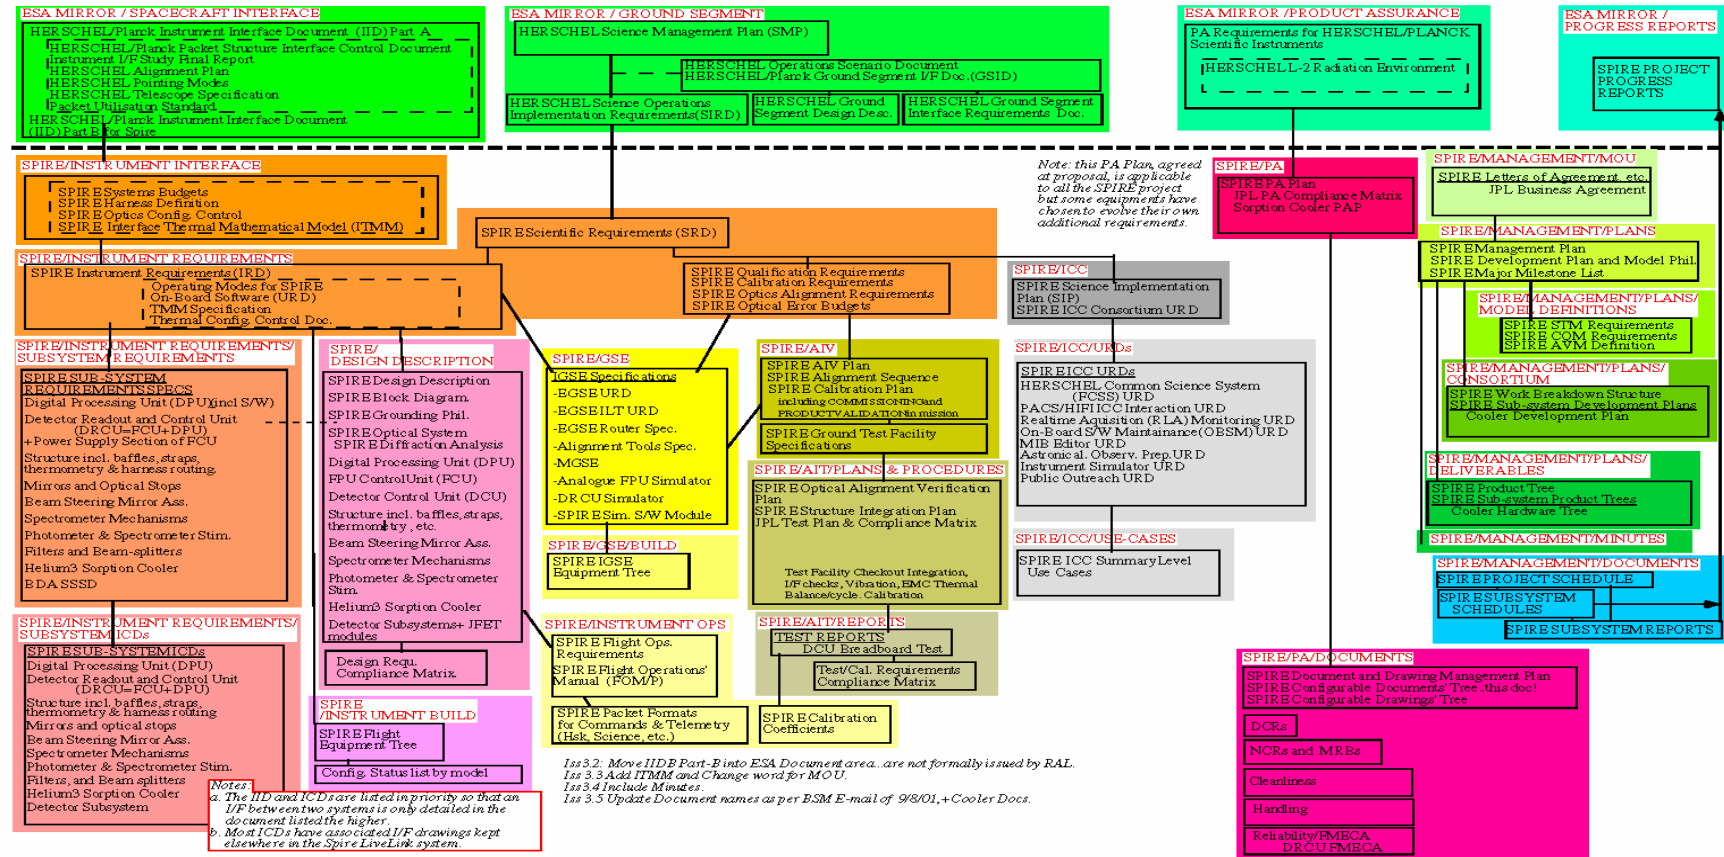 ESA MIRROR / SPACECRAFT INTERFACE
HERSCHEL/Planck Instrument Interface Document (IID) Part A
HERSCHEL/Planck Packet Structure Interface Control Document
Instrument I/F Study Final Report
HERSCHEL Alignment Plan
HERSCHEL Pointing Modes
HERSCHEL Telescope Specification
Packet Utilisation Standard
HERSCHEL/Planck Instrument Interface Document
(IID) Part B for Spire
ESA MIRROR / GROUND SEGMENT
HERSCHEL Science Management Plan (SMP)
HERSCHEL Operations Scenario Document
HERSCHEL/Planck Ground Segment I/F Doc.(GSID)
HERSCHEL Science Operations
Implementation Requirements(SIRD)
HERSCHEL Ground
Segment Design Desc.
HERSCHEL Ground Segment
Interface Requirements Doc.
ESA MIRROR /PRODUCT ASSURANCE
PA Requirements for HERSCHEL/PLANCK
Scientific Instruments
HERSCHEL L-2 Radiation Environment
ESA MIRROR /
PROGRESS REPORTS
SPIRE PROJECT
PROGRESS
REPORTS
SPIRE/INSTRUMENT INTERFACE
SPIRE Systems Budgets
SPIRE Harness Definition
SPIRE Optics Config. Control
SPIRE Interface Thermal Mathematical Model (ITMM)
SPIRE Scientific Requirements (SRD)
Note: this PA Plan, agreed
at proposal, is applicable
to all the SPIRE project
but some equipments have
chosen to evolve their own
additional requirements.
SPIRE/PA
SPIRE PA Plan
JPL PA Compliance Matrix
Sorption Cooler PAP
SPIRE/MANAGEMENT/MOU
SPIRE Letters of Agreement. etc.
JPL Business Agreement
SPIRE/MANAGEMENT/PLANS
SPIRE Management Plan
SPIRE Development Plan and Model Phil.
SPIRE Major Milestone List
SPIRE/MANAGEMENT/PLANS/
MODEL DEFINITIONS
SPIRE STM Requirements
SPIRE CQM Requirements
SPIRE AVM Definition
SPIRE/MANAGEMENT/PLANS/
CONSORTIUM
SPIRE Work Breakdown Structure
SPIRE Sub-system Development Plans
Cooler Development Plan
SPIRE/MANAGEMENT/PLANS/
DELIVERABLES
SPIRE Product Tree
SPIRE Sub-system Product Trees
Cooler Hardware Tree
SPIRE/MANAGEMENT/MINUTES
SPIRE/MANAGEMENT/DOCUMENTS
SPIRE PROJECT SCHEDULE
SPIRE SUBSYSTEM
SCHEDULES
SPIRE SUBSYSTEM REPORTS
SPIRE/INSTRUMENT REQUIREMENTS
SPIRE Instrument Requirements (IRD)
Operating Modes for SPIRE
On-Board Software (URD)
TMM Specification
Thermal Config. Control Doc.
SPIRE Qualification Requirements
SPIRE Calibration Requirements
SPIRE Optics Alignment Requirements
SPIRE Optical Error Budgets
SPIRE/ICC
SPIRE Science Implementation
Plan (SIP)
SPIRE ICC Consortium URD
SPIRE/INSTRUMENT REQUIREMENTS/
SUBSYSTEM REQUIREMENTS
SPIRE SUB-SYSTEM
REQUIREMENTS SPECS
Digital Processing Unit (DPU)(incl S/W)
Detector Readout and Control Unit
(DRCU=FCU+DPU)
+Power Supply Section of FCU
Structure incl. baffles, straps,
thermometry & harness routing.
Mirrors and Optical Stops
Beam Steering Mirror Ass.
Spectrometer Mechanisms
Photometer & Spectrometer Stim.
Filters and Beam-splitters
Helium3 Sorption Cooler
BDA SSSD
SPIRE/
DESIGN DESCRIPTION
SPIRE Design Description
SPIRE Block Diagram.
SPIRE Grounding Phil.
SPIRE Optical System
SPIRE Diffraction Analysis
Digital Processing Unit (DPU)
FPU Control Unit (FCU)
Detector Control Unit (DCU)
Structure incl. baffles, straps,
thermometry , etc.
Beam Steering Mirror Ass.
Spectrometer Mechanisms
Photometer & Spectrometer
Stim.
Helium3 Sorption Cooler
Detector Subsystems+ JFET
modules
Design Requ.
Compliance Matrix.
SPIRE/GSE
IGSE Specifications
-EGSE URD
-EGSE ILT URD
-EGSE Router Spec.
-Alignment Tools Spec.
-MGSE
-Analogue FPU Simulator
-DRCU Simulator
-SPIRE Sim. S/W Module
SPIRE/GSE/BUILD
SPIRE IGSE
Equipment Tree
SPIRE/AIV
SPIRE AIV Plan
SPIRE Alignment Sequence
SPIRE Calibration Plan
including COMMISSIONING and
PRODUCT VALIDATION in mission
SPIRE Ground Test Facility
Specifications
SPIRE/AIT/PLANS & PROCEDURES
SPIRE Optical Alignment Verification
Plan
SPIRE Structure Integration Plan
JPL Test Plan & Compliance Matrix
Test Facility Checkout Integration,
I/F checks, Vibration, EMC Thermal
Balance/cycle. Calibration
SPIRE/ICC/URDs
SPIRE ICC URDs
HERSCHEL Common Science System
(FCSS) URD
PACS/HIFI ICC Interaction URD
Realtime Aquisition (RLA) Monitoring URD
On-Board S/W Maintainance (OBSM) URD
MIB Editor URD
Astronical. Observ. Prep. URD
Instrument Simulator URD
Public Outreach URD
SPIRE/ICC/USE-CASES
SPIRE ICC Summary Level
Use Cases
SPIRE/INSTRUMENT REQUIREMENTS/
SUBSYSTEM ICDs
SPIRE SUB-SYSTEM ICDs
Digital Processing Unit (DPU)
Detector Readout and Control Unit
(DRCU=FCU+DPU)
Structure incl. baffles, straps,
thermometry & harness routing
Mirrors and optical stops
Beam Steering Mirror Ass.
Spectrometer Mechanisms
Photometer & Spectrometer Stim.
Filters, and Beam splitters
Helium3 Sorption Cooler
Detector Subsystem
SPIRE
/INSTRUMENT BUILD
SPIRE Flight
Equipment Tree
Config. Status list by model
SPIRE/INSTRUMENT OPS
SPIRE Flight Ops.
Requirements
SPIRE Flight Operations'
Manual (FOM/P)
SPIRE Packet Formats
for Commands & Telemetry
(Hsk, Science, etc.)
SPIRE/AIT/REPORTS
TEST REPORTS
DCU Breadboard Test
Test/Cal. Requirements
Compliance Matrix
SPIRE Calibration
Coefficients
SPIRE/PA/DOCUMENTS
SPIRE Document and Drawing Management Plan
SPIRE Configurable Documents' Tree..this doc!
SPIRE Configurable Drawings' Tree
DCRs
NCRs and MRBs
Cleanliness
Handling
Reliability/FMECA
DRCU FMECA
Notes:
a. The IID and ICDs are listed in priority so that an
I/F between two systems is only detailed in the
document listed the higher.
b. Most ICDs have associated I/F drawings kept
elsewhere in the Spire LiveLink system.
Iss 3.2: Move IIDB Part-B into ESA Document area...are not formally issued by RAL.
Iss 3.3 Add ITMM and Change word for MOU.
Iss 3.4 Include Minutes.
Iss 3.5 Update Document names as per BSM E-mail of 9/8/01,+Cooler Docs.